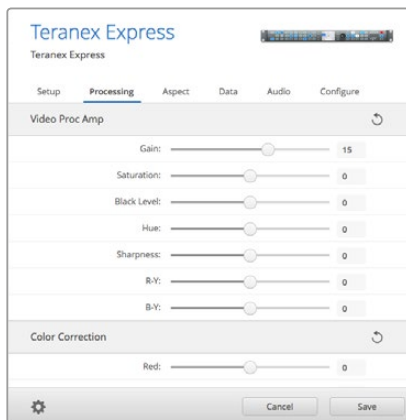 Teranex Express
Teranex Express
Setup Processing Aspect Data Audio Configure
Video Proc Amp
Gain: 15
Saturation: 0
Black Level: 0
Hue: 0
Sharpness: 0
R-Y: 0
B-Y: 0
Color Correction
Red: 0
Cancel Save